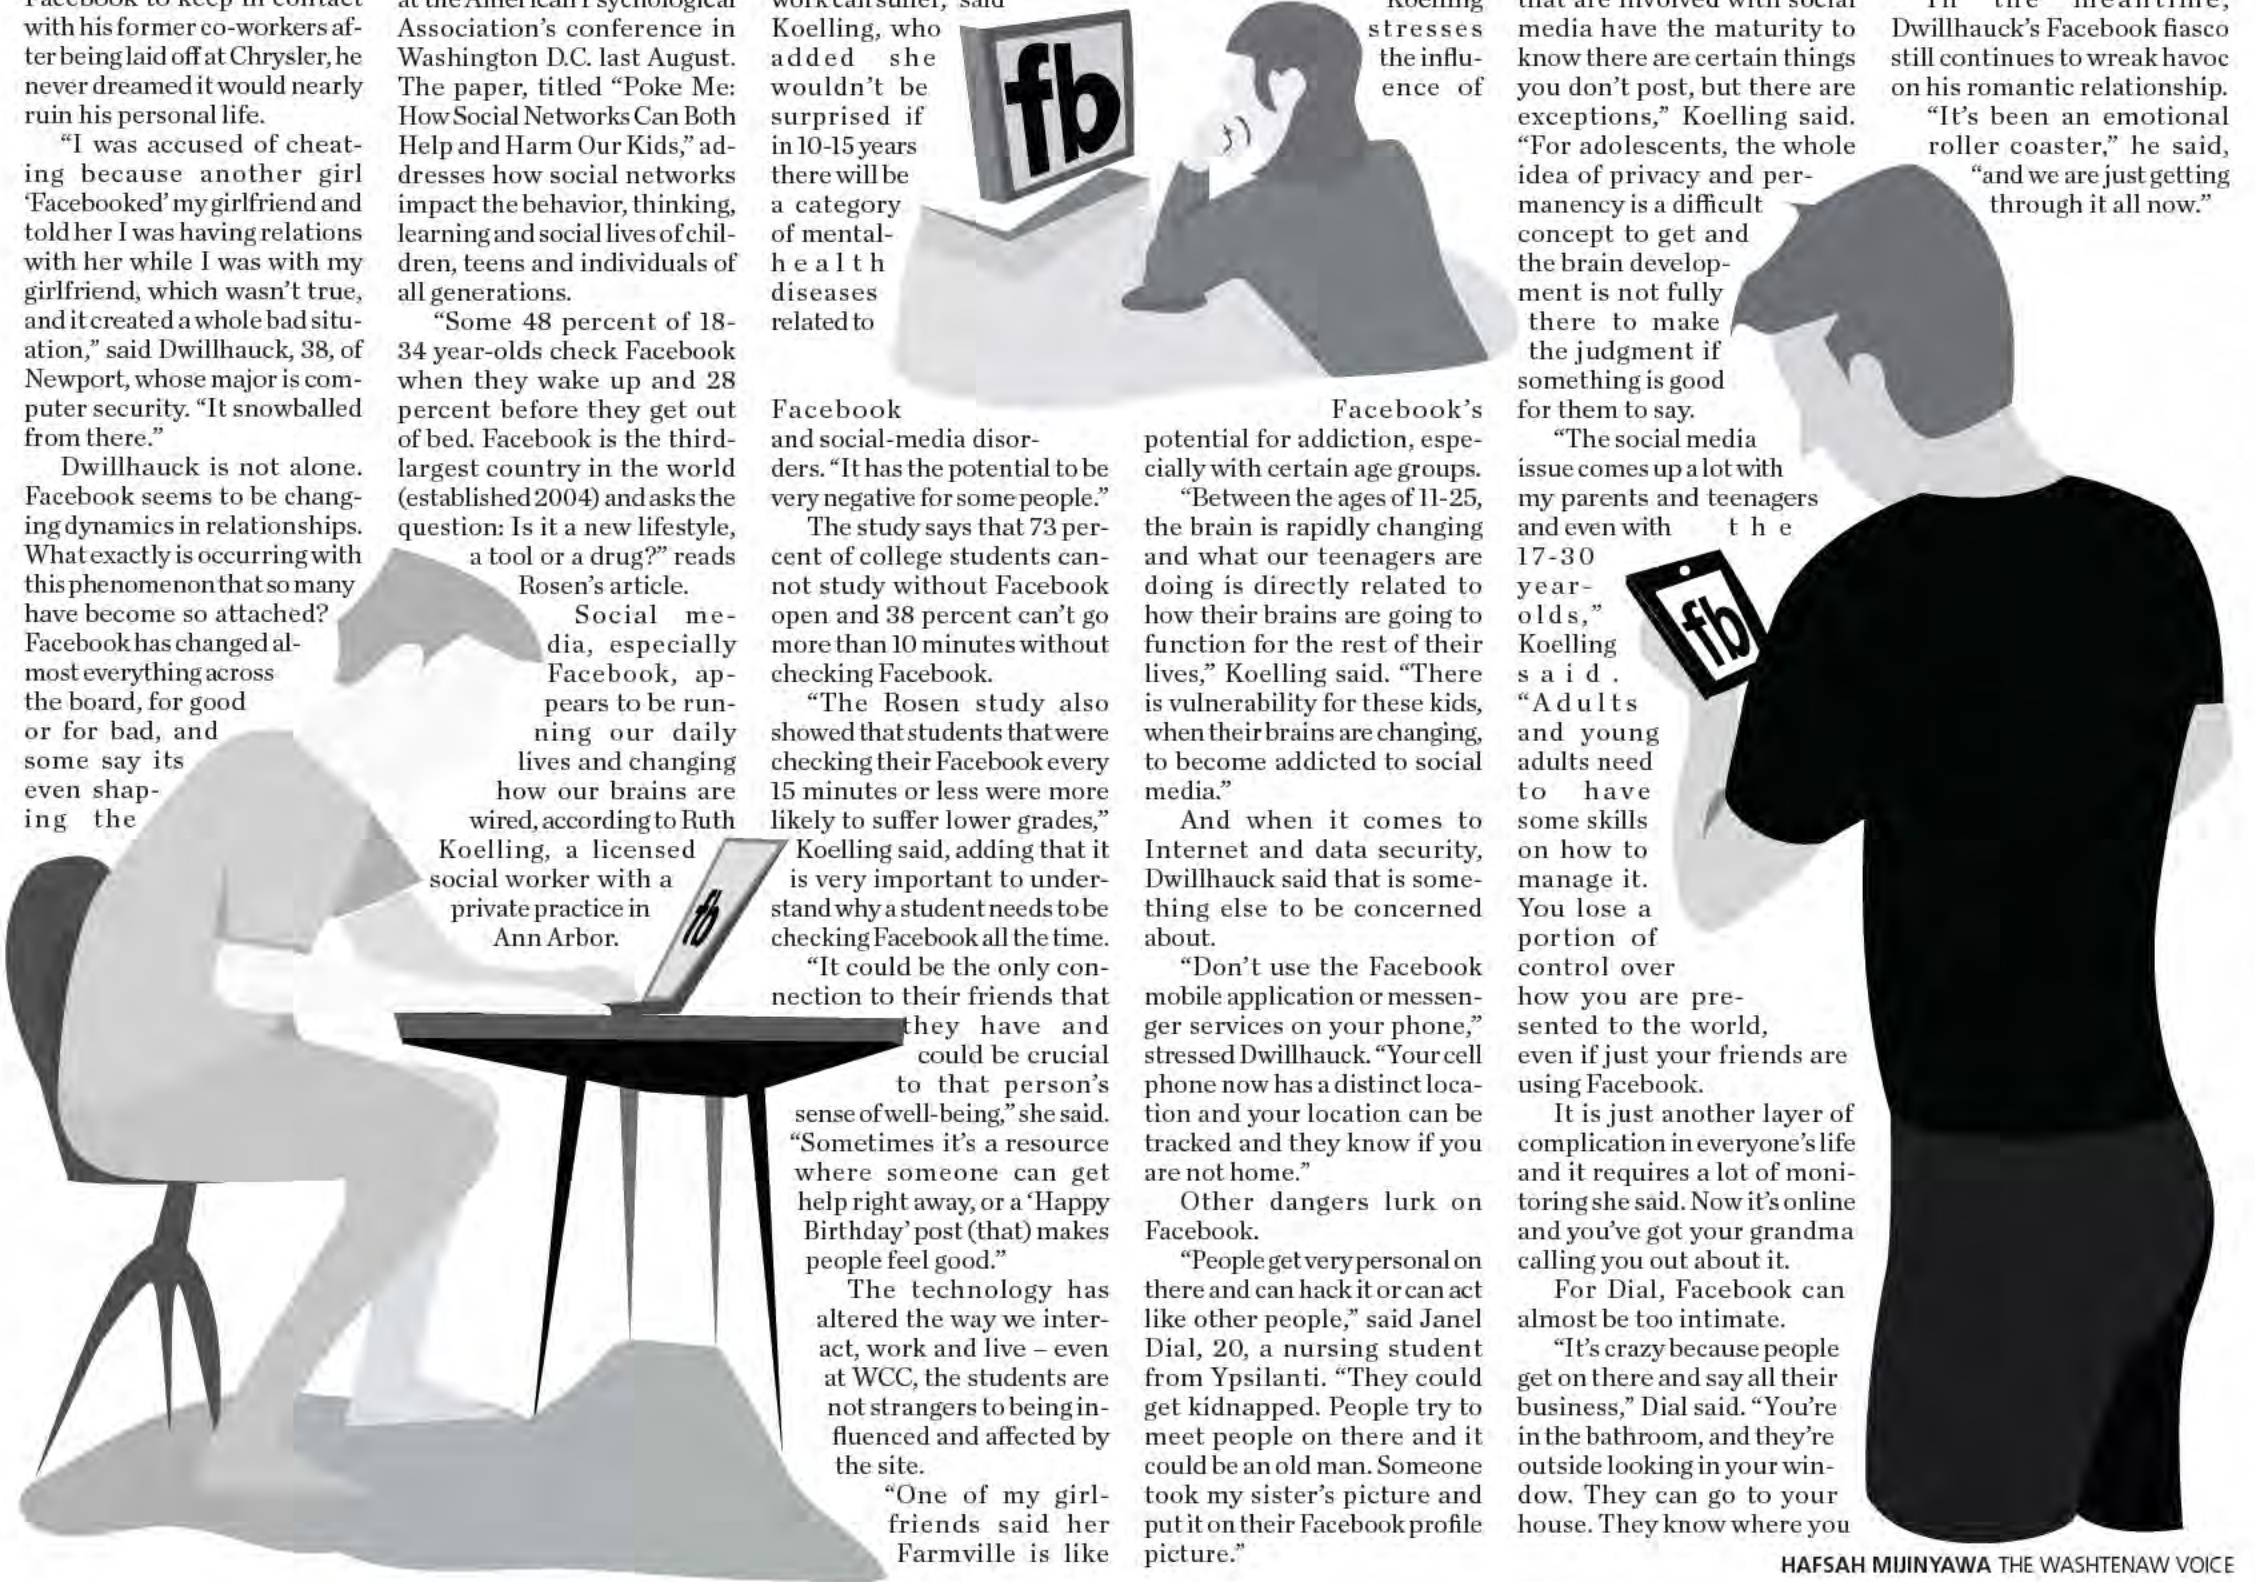 Facebook to keep in contact
with his former co-workers af-
ter being laid off at Chrysler, he
never dreamed it would nearly
ruin his personal life.
“I was accused of cheat-
ing because another girl
‘Facebooked’ my girlfriend and
told her I was having relations
with her while I was with my
girlfriend, which wasn’t true,
and it created a whole bad situ-
ation,” said Dwillhauck, 38, of
Newport, whose major is com-
puter security. “It snowballed
from there.”
Dwillhauck is not alone.
Facebook seems to be chang-
ing dynamics in relationships.
What exactly is occurring with
this phenomenon that so many
have become so attached?
Facebook has changed al-
most everything across
the board, for good
or for bad, and
some say its
even shap-
ing the
at the American Psychological
Association’s conference in
Washington D.C. last August.
The paper, titled “Poke Me:
How Social Networks Can Both
Help and Harm Our Kids,” ad-
dresses how social networks
impact the behavior, thinking,
learning and social lives of chil-
dren, teens and individuals of
all generations.
“Some 48 percent of 18-
34 year-olds check Facebook
when they wake up and 28
percent before they get out
of bed. Facebook is the third-
largest country in the world
(established 2004) and asks the
question: Is it a new lifestyle,
a tool or a drug?” reads
Rosen’s article.
Social me-
dia, especially
Facebook, ap-
pears to be run-
ning our daily
lives and changing
how our brains are
wired, according to Ruth
Koelling, a licensed
social worker with a
private practice in
Ann Arbor.
fb
work can suffer,” said
Koelling, who
added she
wouldn’t be
surprised if
in 10-15 years
there will be
a category
of mental-
health
diseases
related to
fb
Facebook
and social-media disor-
ders. “It has the potential to be
very negative for some people.”
The study says that 73 per-
cent of college students can-
not study without Facebook
open and 38 percent can’t go
more than 10 minutes without
checking Facebook.
“The Rosen study also
showed that students that were
checking their Facebook every
15 minutes or less were more
likely to suffer lower grades,”
Koelling said, adding that it
is very important to under-
stand why a student needs to be
checking Facebook all the time.
“It could be the only con-
nection to their friends that
they have and
could be crucial
to that person’s
sense of well-being,” she said.
“Sometimes it’s a resource
where someone can get
help right away, or a ‘Happy
Birthday’ post (that) makes
people feel good.”
The technology has
altered the way we inter-
act, work and live – even
at WCC, the students are
not strangers to being in-
fluenced and affected by
the site.
“One of my girl-
friends said her
Farmville is like
Koelling
stresses
the influ-
ence of
Facebook’s
potential for addiction, espe-
cially with certain age groups.
“Between the ages of 11-25,
the brain is rapidly changing
and what our teenagers are
doing is directly related to
how their brains are going to
function for the rest of their
lives,” Koelling said. “There
is vulnerability for these kids,
when their brains are changing,
to become addicted to social
media.”
And when it comes to
Internet and data security,
Dwillhauck said that is some-
thing else to be concerned
about.
“Don’t use the Facebook
mobile application or messen-
ger services on your phone,”
stressed Dwillhauck. “Your cell
phone now has a distinct loca-
tion and your location can be
tracked and they know if you
are not home.”
Other dangers lurk on
Facebook.
“People get very personal on
there and can hack it or can act
like other people,” said Janel
Dial, 20, a nursing student
from Ypsilanti. “They could
get kidnapped. People try to
meet people on there and it
could be an old man. Someone
took my sister’s picture and
put it on their Facebook profile
picture.”
that are involved with social
media have the maturity to
know there are certain things
you don’t post, but there are
exceptions,” Koelling said.
“For adolescents, the whole
idea of privacy and per-
manency is a difficult
concept to get and
the brain develop-
ment is not fully
there to make
the judgment if
something is good
for them to say.
“The social media
issue comes up a lot with
my parents and teenagers
and even with the
17-30
year-
olds,”
Koelling
said.
“Adults
and young
adults need
to have
some skills
on how to
manage it.
You lose a
portion of
control over
how you are pre-
sented to the world,
even if just your friends are
using Facebook.
It is just another layer of
complication in everyone’s life
and it requires a lot of moni-
toring she said. Now it’s online
and you’ve got your grandma
calling you out about it.
For Dial, Facebook can
almost be too intimate.
“It’s crazy because people
get on there and say all their
business,” Dial said. “You’re
in the bathroom, and they’re
outside looking in your win-
dow. They can go to your
house. They know where you
fb
In the meantime,
Dwillhauck’s Facebook fiasco
still continues to wreak havoc
on his romantic relationship.
“It’s been an emotional
roller coaster,” he said,
“and we are just getting
through it all now.”
HAFSAH MIJINYAWA THE WASHTENAW VOICE